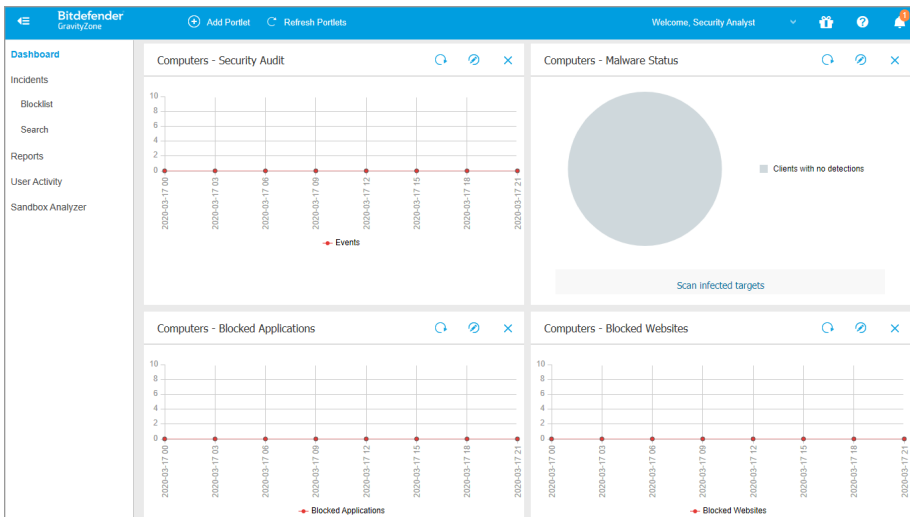 Bitdefender
GravityZone
Add Portlet
Refresh Portlets
Welcome, Security Analyst
1
Dashboard
Incidents
Blocklist
Search
Reports
User Activity
Sandbox Analyzer
Computers - Security Audit
10
8
6
4
2
0
2020-03-17 00
2020-03-17 03
2020-03-17 06
2020-03-17 09
2020-03-17 12
2020-03-17 15
2020-03-17 18
2020-03-17 21
Events
Computers - Malware Status
Clients with no detections
Scan infected targets
Computers - Blocked Applications
10
8
6
4
2
0
2020-03-17 00
2020-03-17 03
2020-03-17 06
2020-03-17 09
2020-03-17 12
2020-03-17 15
2020-03-17 18
2020-03-17 21
Blocked Applications
Computers - Blocked Websites
10
8
6
4
2
0
2020-03-17 00
2020-03-17 03
2020-03-17 06
2020-03-17 09
2020-03-17 12
2020-03-17 15
2020-03-17 18
2020-03-17 21
Blocked Websites